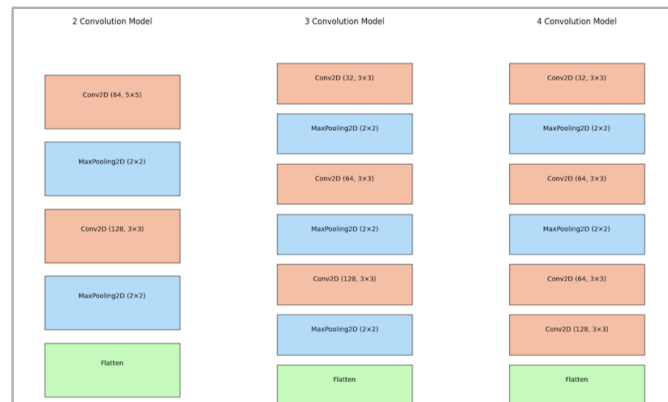 2 Convolution Model
Conv2D (64, 5×5)
MaxPooling2D (2×2)
Conv2D (128, 3×3)
MaxPooling2D (2×2)
Flatten
3 Convolution Model
Conv2D (32, 3×3)
MaxPooling2D (2×2)
Conv2D (64, 3×3)
MaxPooling2D (2×2)
Conv2D (128, 3×3)
MaxPooling2D (2×2)
Flatten
4 Convolution Model
Conv2D (32, 3×3)
MaxPooling2D (2×2)
Conv2D (64, 3×3)
MaxPooling2D (2×2)
Conv2D (64, 3×3)
Conv2D (128, 3×3)
Flatten